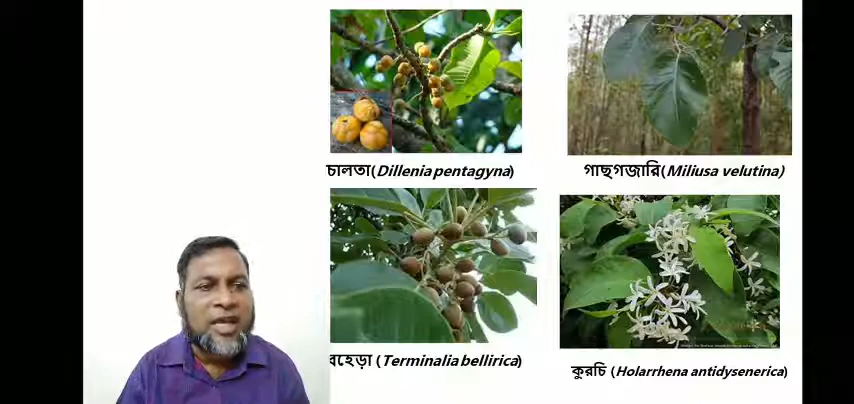 চালতা(Dillenia pentagyna)
গাছগজারি(Miliusa velutina)
বহেড়া (Terminalia bellirica)
কুরচি (Holarrhena antidysenerica)